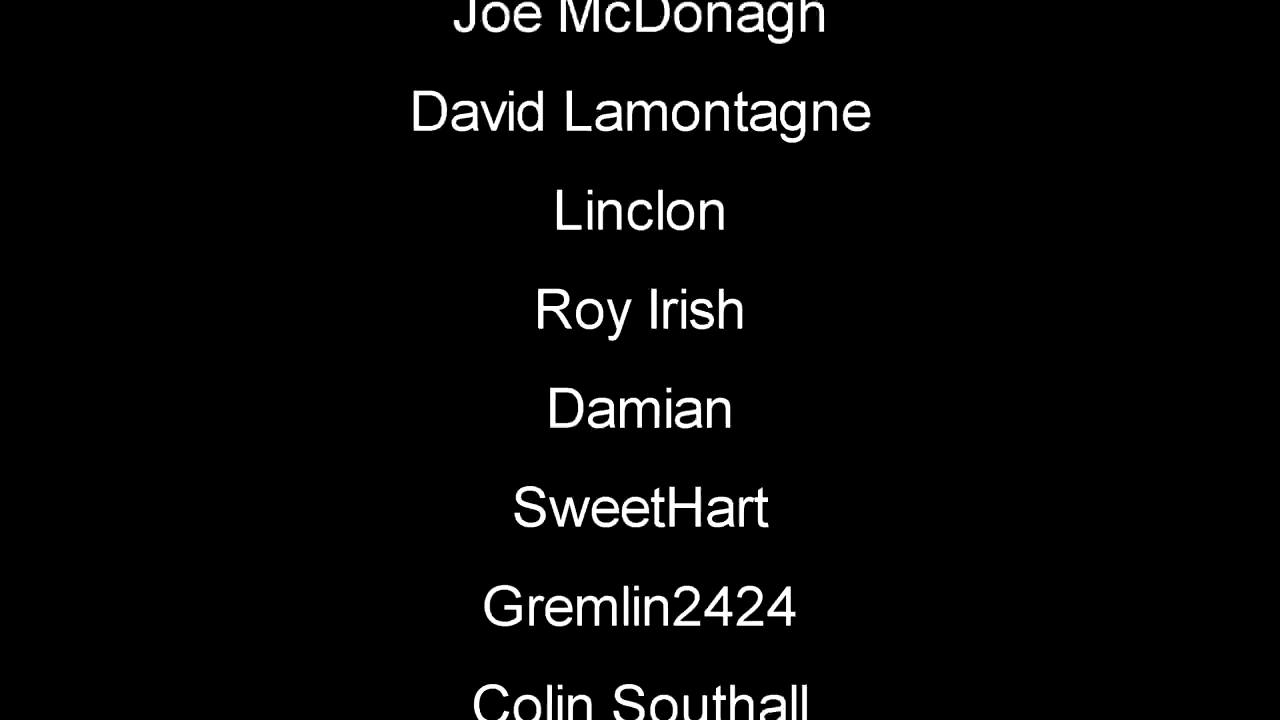 Joe McDonagh
David Lamontagne
Linclon
Roy Irish
Damian
SweetHart
Gremlin2424
Colin Southall